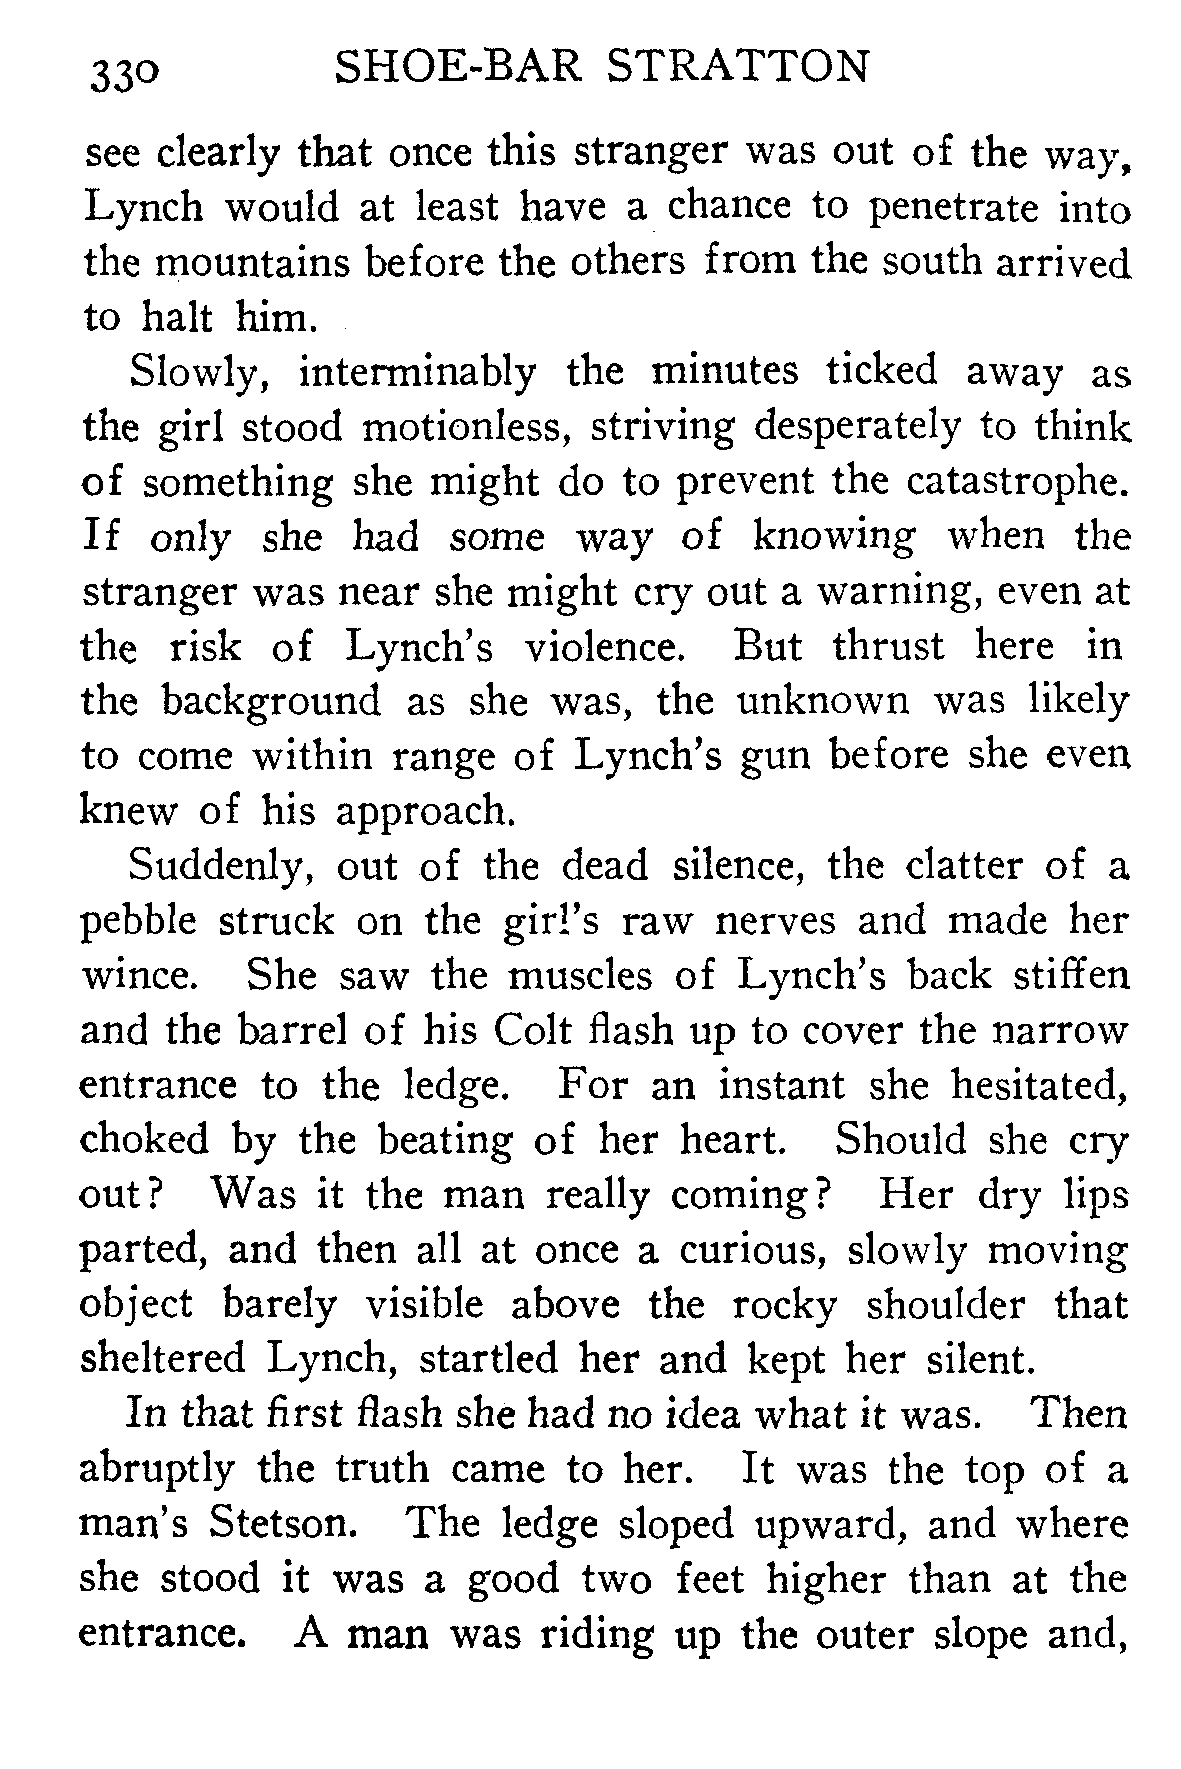 330 SHOE-BAR STRATTON
see clearly that once this stranger was out of the way,
Lynch would at least have a chance to penetrate into
the mountains before the others from the south arrived
to halt him.
Slowly, interminably the minutes ticked away as
the girl stood motionless, striving desperately to think
of something she might do to prevent the catastrophe.
If only she had some way of knowing when the
stranger was near she might cry out a warning, even at
the risk of Lynch's violence. But thrust here in
the background as she was, the unknown was likely
to come within range of Lynch's gun before she even
knew of his approach.
Suddenly, out of the dead silence, the clatter of a
pebble struck on the girl's raw nerves and made her
wince. She saw the muscles of Lynch's back stiffen
and the barrel of his Colt flash up to cover the narrow
entrance to the ledge. For an instant she hesitated,
choked by the beating of her heart. Should she cry
out? Was it the man really coming? Her dry lips
parted, and then all at once a curious, slowly moving
object barely visible above the rocky shoulder that
sheltered Lynch, startled her and kept her silent.
In that first flash she had no idea what it was. Then
abruptly the truth came to her. It was the top of a
man's Stetson. The ledge sloped upward, and where
she stood it was a good two feet higher than at the
entrance. A man was riding up the outer slope and,